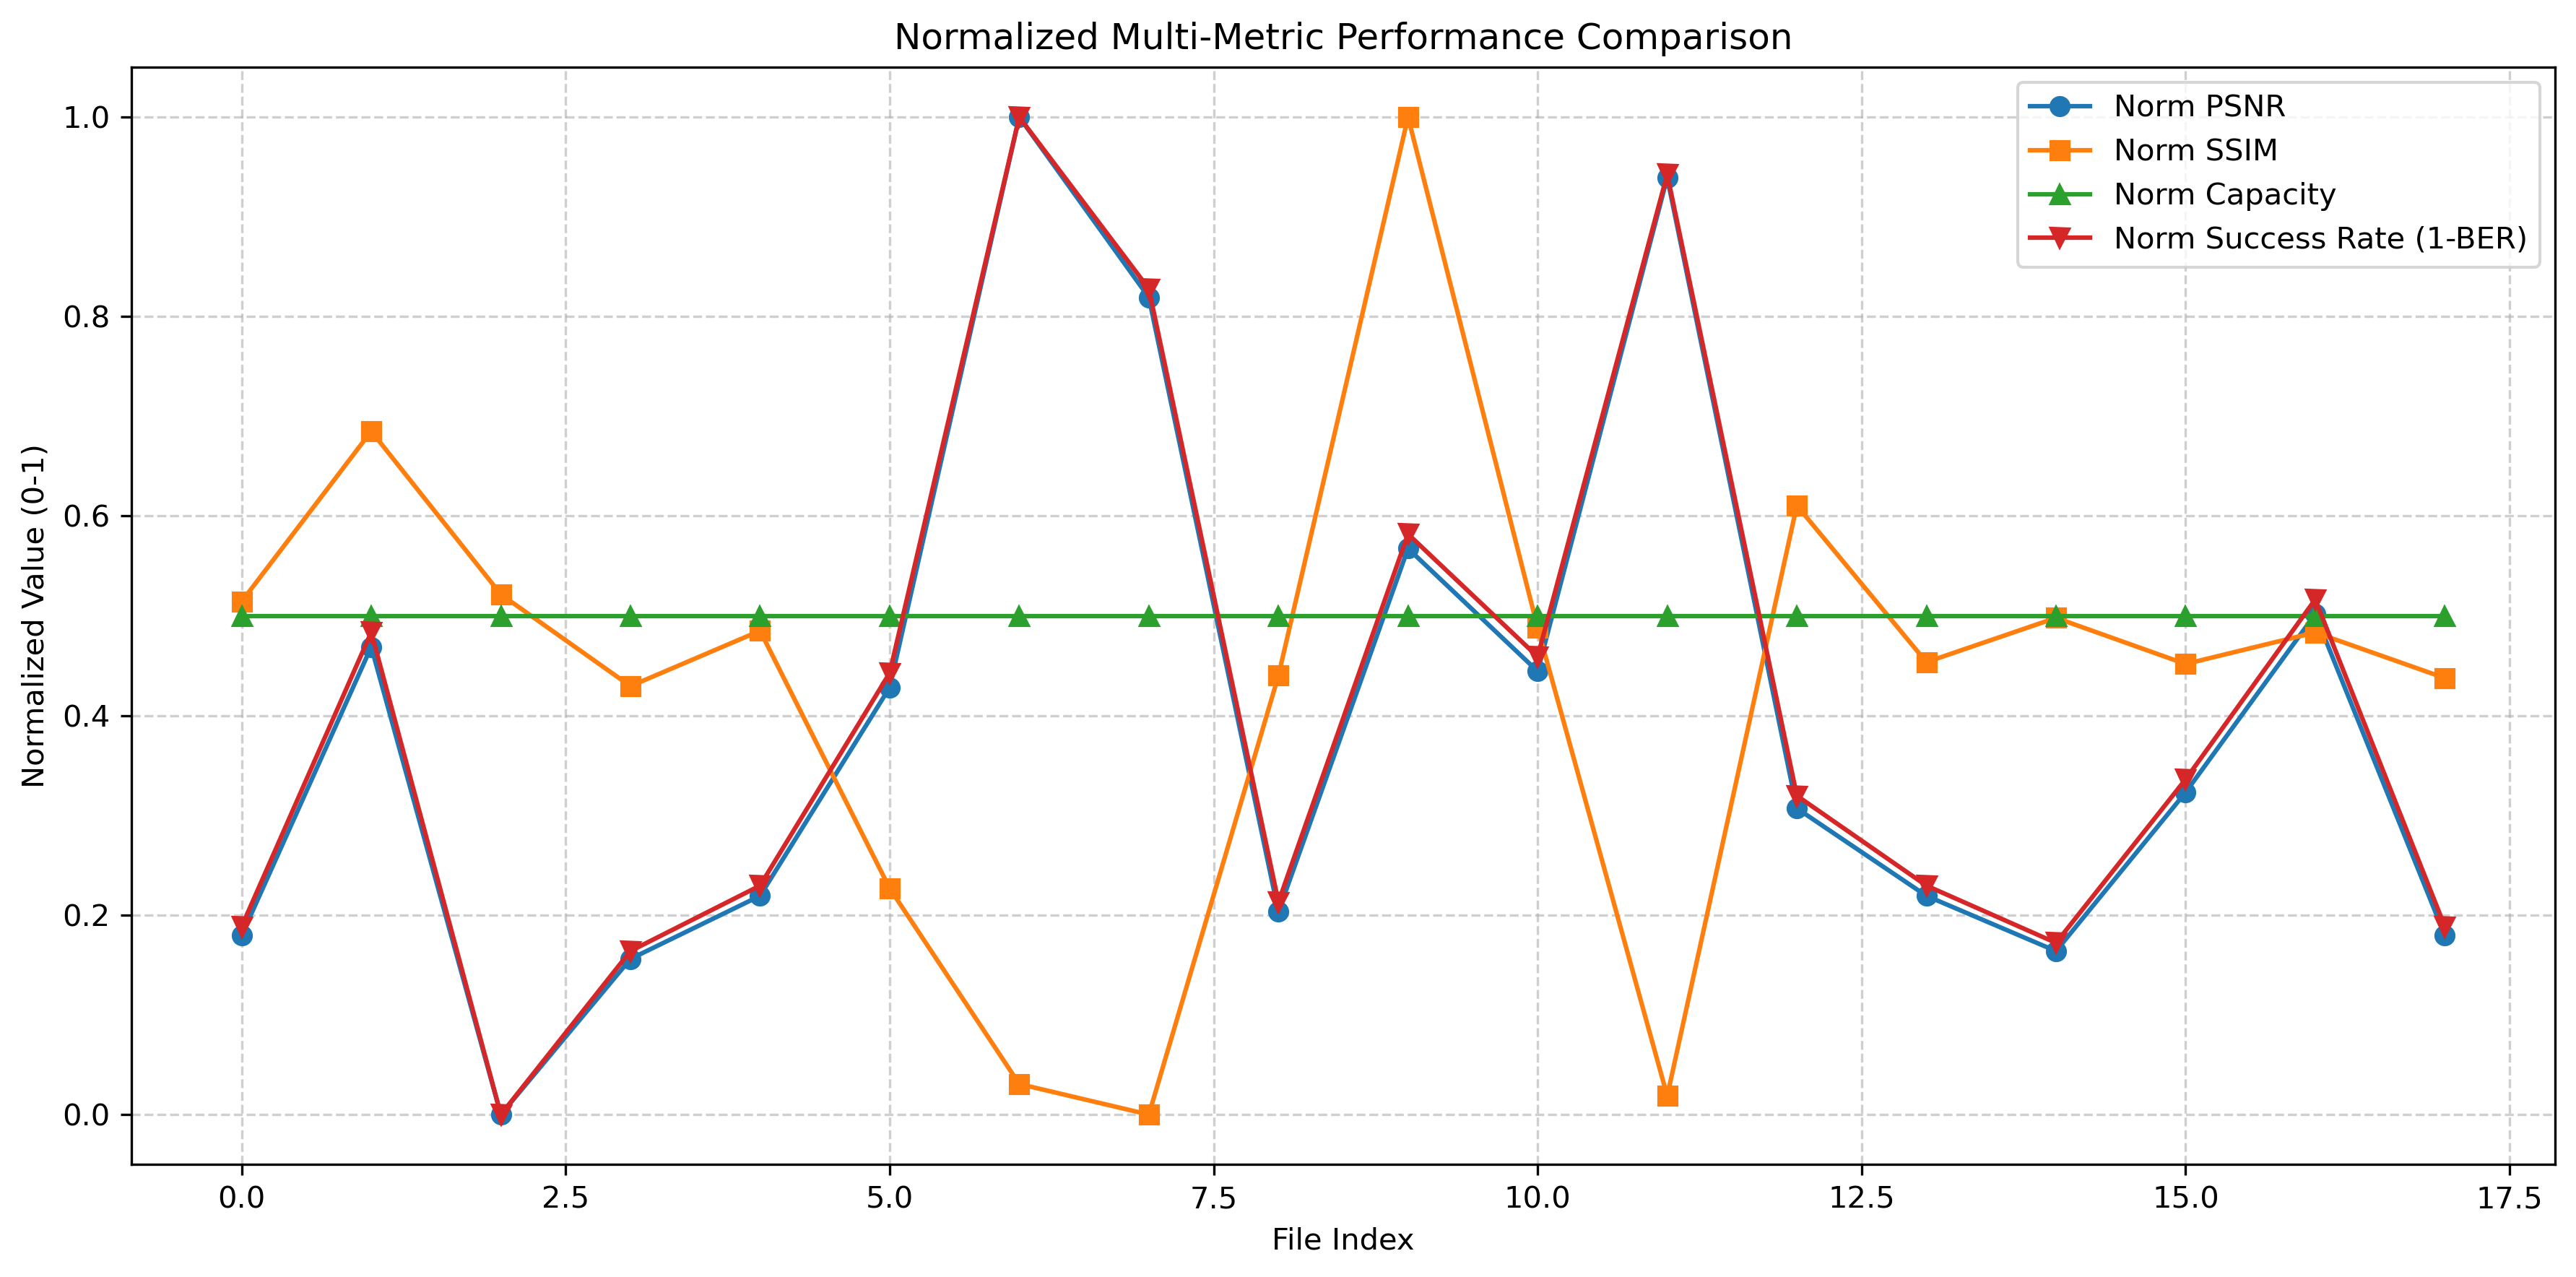 Normalized Multi-Metric Performance Comparison
Norm PSNR
Norm SSIM
Norm Capacity
Norm Success Rate (1-BER)
Normalized Value (0-1)
1.0
0.8
0.6
0.4
0.2
0.0
0.0 2.5 5.0 7.5 10.0 12.5 15.0 17.5
File Index